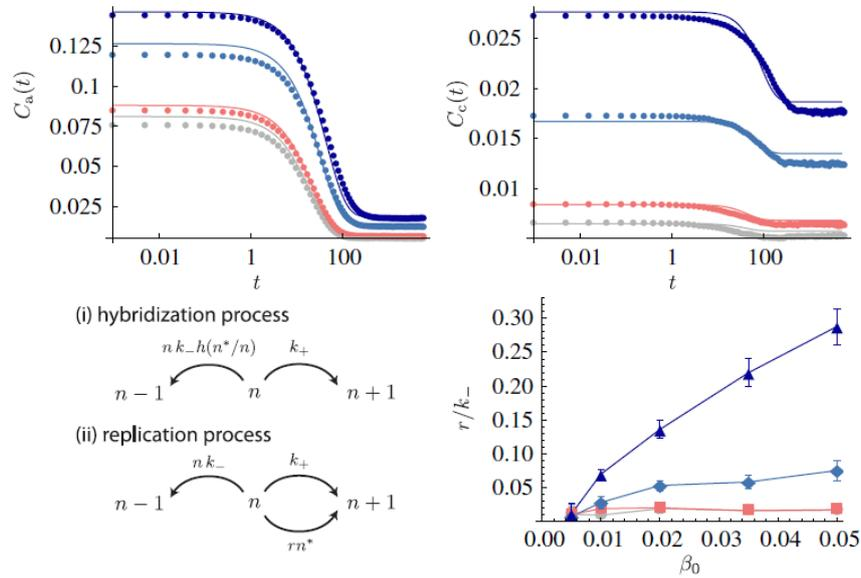 C_a(t)
0.125
0.1
0.075
0.05
0.025
0.01 1 100
t
C_c(t)
0.025
0.02
0.015
0.01
0.01 1 100
t
(i) hybridization process
n k_−h(n*/n) k_+
n − 1 n n + 1
(ii) replication process
n k_− k_+
n − 1 n n + 1
rn*
r/k_−
0.30
0.25
0.20
0.15
0.10
0.05
0.00 0.01 0.02 0.03 0.04 0.05
β_0